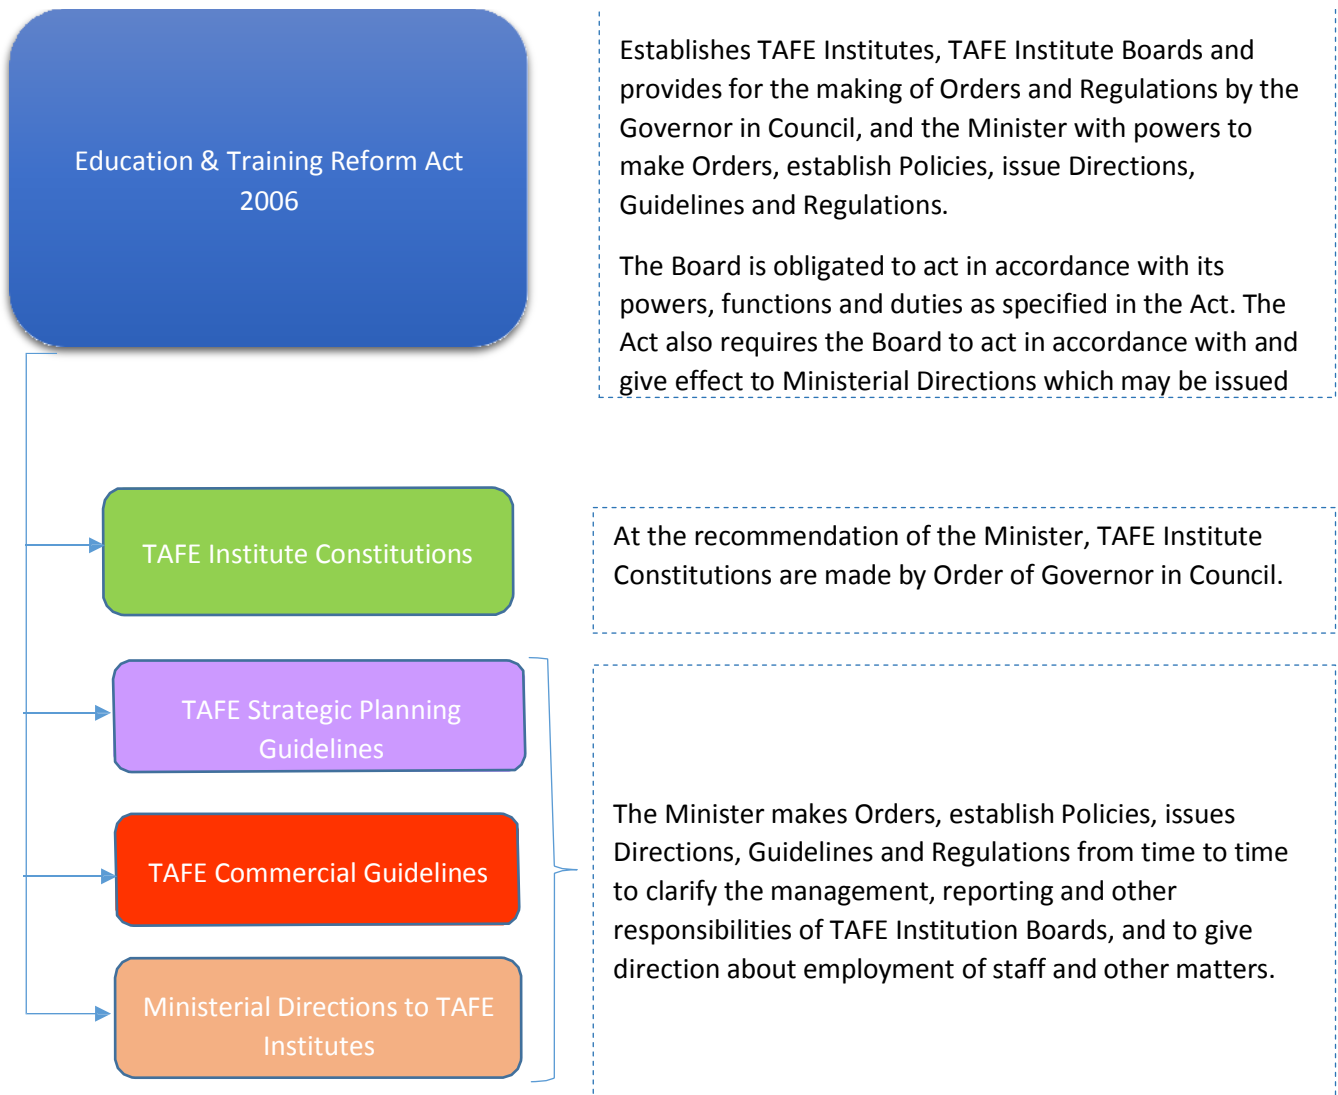 Education & Training Reform Act
2006
Establishes TAFE Institutes, TAFE Institute Boards and
provides for the making of Orders and Regulations by the
Governor in Council, and the Minister with powers to
make Orders, establish Policies, issue Directions,
Guidelines and Regulations.
The Board is obligated to act in accordance with its
powers, functions and duties as specified in the Act. The
Act also requires the Board to act in accordance with and
give effect to Ministerial Directions which may be issued
TAFE Institute Constitutions
At the recommendation of the Minister, TAFE Institute
Constitutions are made by Order of Governor in Council.
TAFE Strategic Planning
Guidelines
TAFE Commercial Guidelines
Ministerial Directions to TAFE
Institutes
The Minister makes Orders, establish Policies, issues
Directions, Guidelines and Regulations from time to time
to clarify the management, reporting and other
responsibilities of TAFE Institution Boards, and to give
direction about employment of staff and other matters.